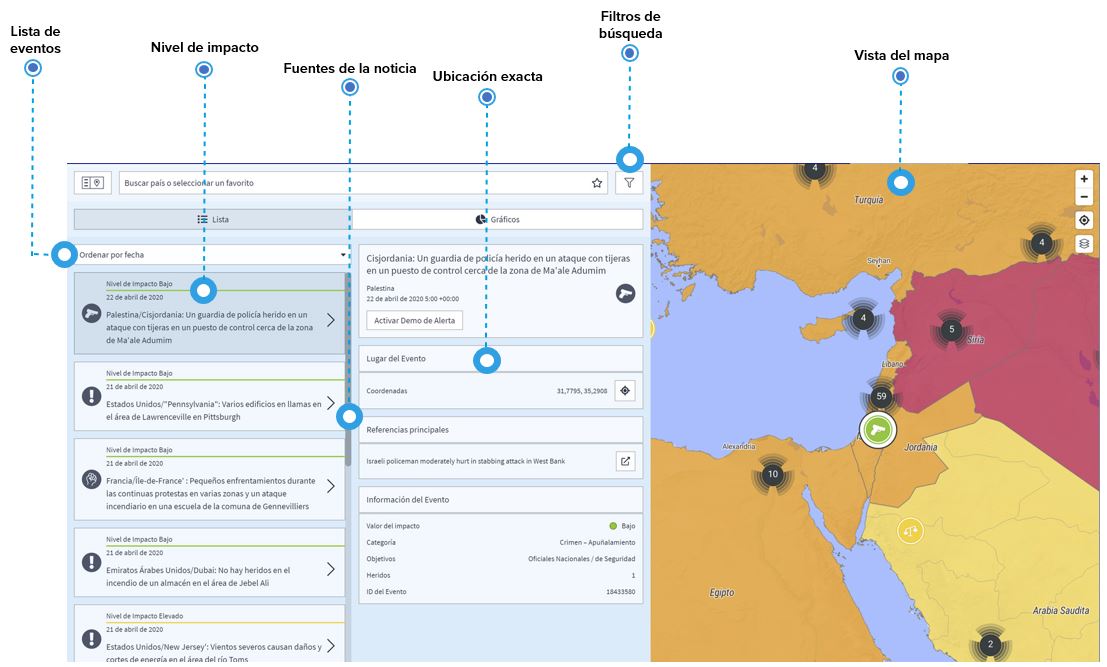 Lista de
eventos
Nivel de impacto
Fuentes de la noticia
Ubicación exacta
Filtros de
búsqueda
Vista del mapa
Buscar país o seleccionar un favorito
Lista
Gráficos
Ordenar por fecha
Nivel de Impacto Bajo
22 de abril de 2020
Palestina/Cisjordania: Un guardia de policía herido en un
ataque con tijeras en un puesto de control cerca de la zona
de Ma'ale Adumim
Nivel de Impacto Bajo
21 de abril de 2020
Estados Unidos/"Pennsylvania": Varios edificios en llamas en
el área de Lawrenceville en Pittsburgh
Nivel de Impacto Bajo
21 de abril de 2020
Francia/Île-de-France' : Pequeños enfrentamientos durante
las continuas protestas en varias zonas y un ataque
incendiario en una escuela de la comuna de Gennevilliers
Nivel de Impacto Bajo
21 de abril de 2020
Emiratos Árabes Unidos/Dubai: No hay heridos en el
incendio de un almacén en el área de Jebel Ali
Nivel de Impacto Elevado
21 de abril de 2020
Estados Unidos/New Jersey': Vientos severos causan daños y
cortes de energía en el área del río Toms
Cisjordania: Un guardia de policía herido en un ataque con tijeras
en un puesto de control cerca de la zona de Ma'ale Adumim
Palestina
22 de abril de 2020 5:00 +00:00
Activar Demo de Alerta
Lugar del Evento
Coordenadas 31,7795, 35,2908
Referencias principales
Israeli policeman moderately hurt in stabbing attack in West Bank
Información del Evento
Valor del impacto Bajo
Categoría Crimen – Apuñalamiento
Objetivos Oficiales Nacionales / de Seguridad
Heridos 1
ID del Evento 18433580
4
Turquía
+
−
4
Seyhan
4
5
Siria
Líbano
59
Alexandria
Jordania
10
Egipto
Arabia Saudita
2